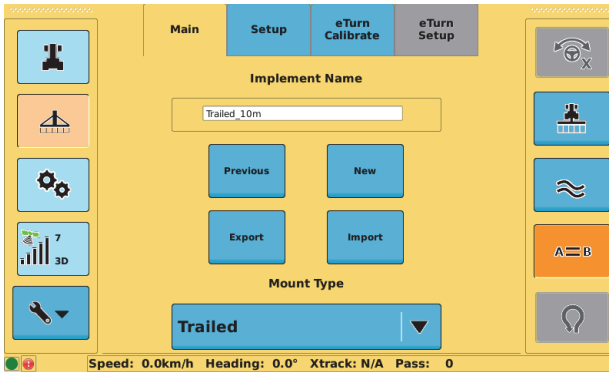 Main
Setup
eTurn
Calibrate
eTurn
Setup
Implement Name
Trailed_10m
Previous
New
Export
Import
Mount Type
Trailed
7
3D
X
A=B
Speed: 0.0km/h Heading: 0.0° Xtrack: N/A Pass: 0